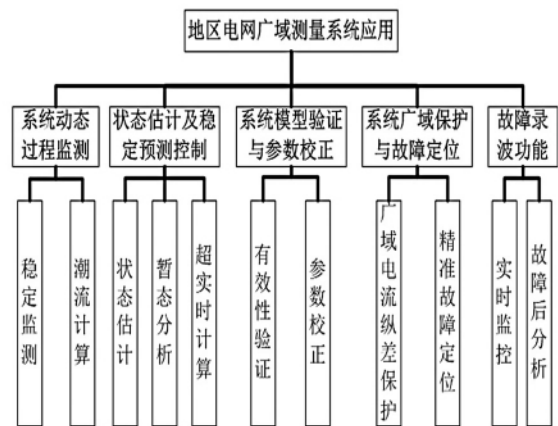 地区电网广域测量系统应用
系统动态
过程监测
状态估计及稳
定预测控制
系统模型验证
与参数校正
系统广域保护
与故障定位
故障录
波功能
稳定监测
潮流计算
状态估计
暂态分析
超实时计算
有效性验证
参数校正
广域电流纵差保护
精准故障定位
实时监控
故障后分析